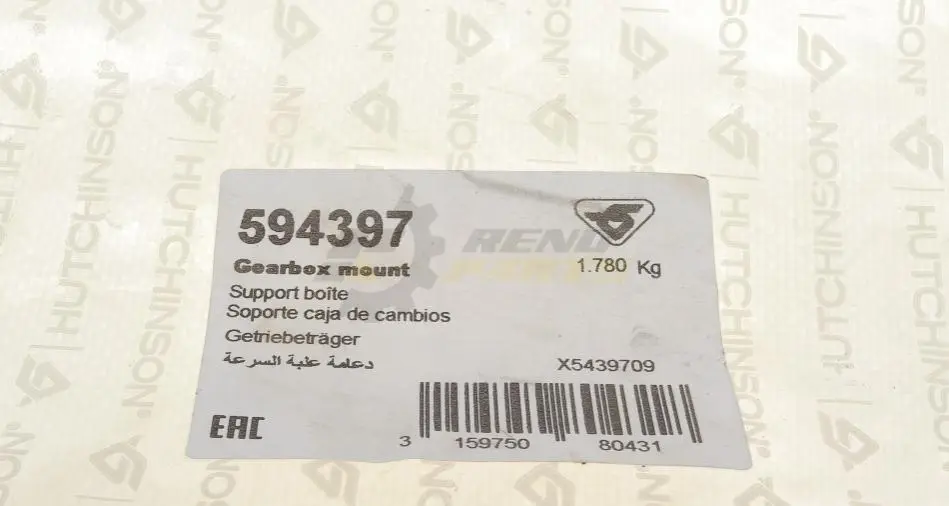 594397
Gearbox mount
1.780 Kg
Support boîte
Soporte caja de cambios
Getriebeträger
دعامة علبة السرعة
X5439709
EAC
3 159750 80431
HUTCHINSON®
RENO